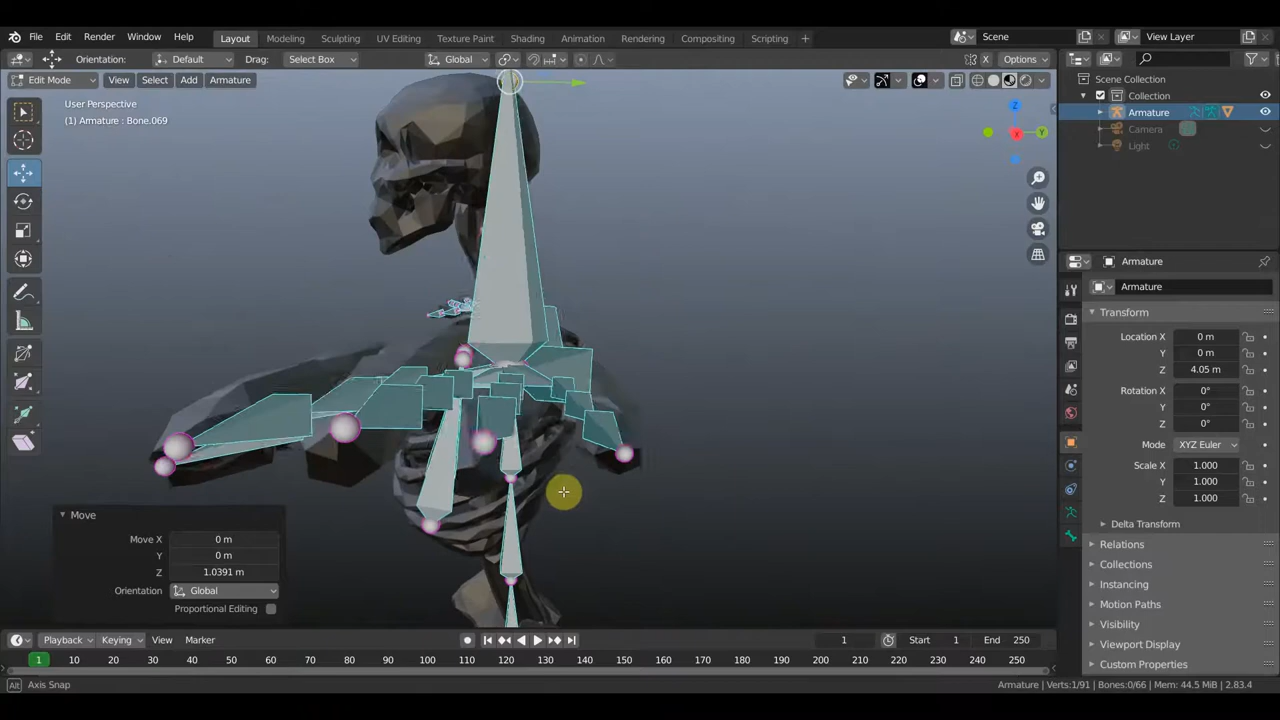 File Edit Render Window Help Layout Modeling Sculpting UV Editing Texture Paint Shading Animation Rendering Compositing Scripting + Scene View Layer
Orientation: Default Drag: Select Box Global X Y Z Options
Edit Mode View Select Add Armature
User Perspective
(1) Armature : Bone.069
Z
X
Y
Scene Collection
Collection
Armature
Camera
Light
Armature
Armature
Transform
Location X 0 m
Y 0 m
Z 4.05 m
Rotation X 0°
Y 0°
Z 0°
Mode XYZ Euler
Scale X 1.000
Y 1.000
Z 1.000
Delta Transform
Relations
Collections
Instancing
Motion Paths
Visibility
Viewport Display
Custom Properties
Move
Move X 0 m
Y 0 m
Z 1.0391 m
Orientation Global
Proportional Editing
Playback Keying View Marker 1 Start 1 End 250
1 10 20 30 40 50 60 70 80 90 100 110 120 130 140 150 160 170 180 190 200 210 220 230 240 250
Alt Axis Snap Armature | Verts:1/91 | Bones:0/66 | Mem: 44.5 MiB | 2.83.4